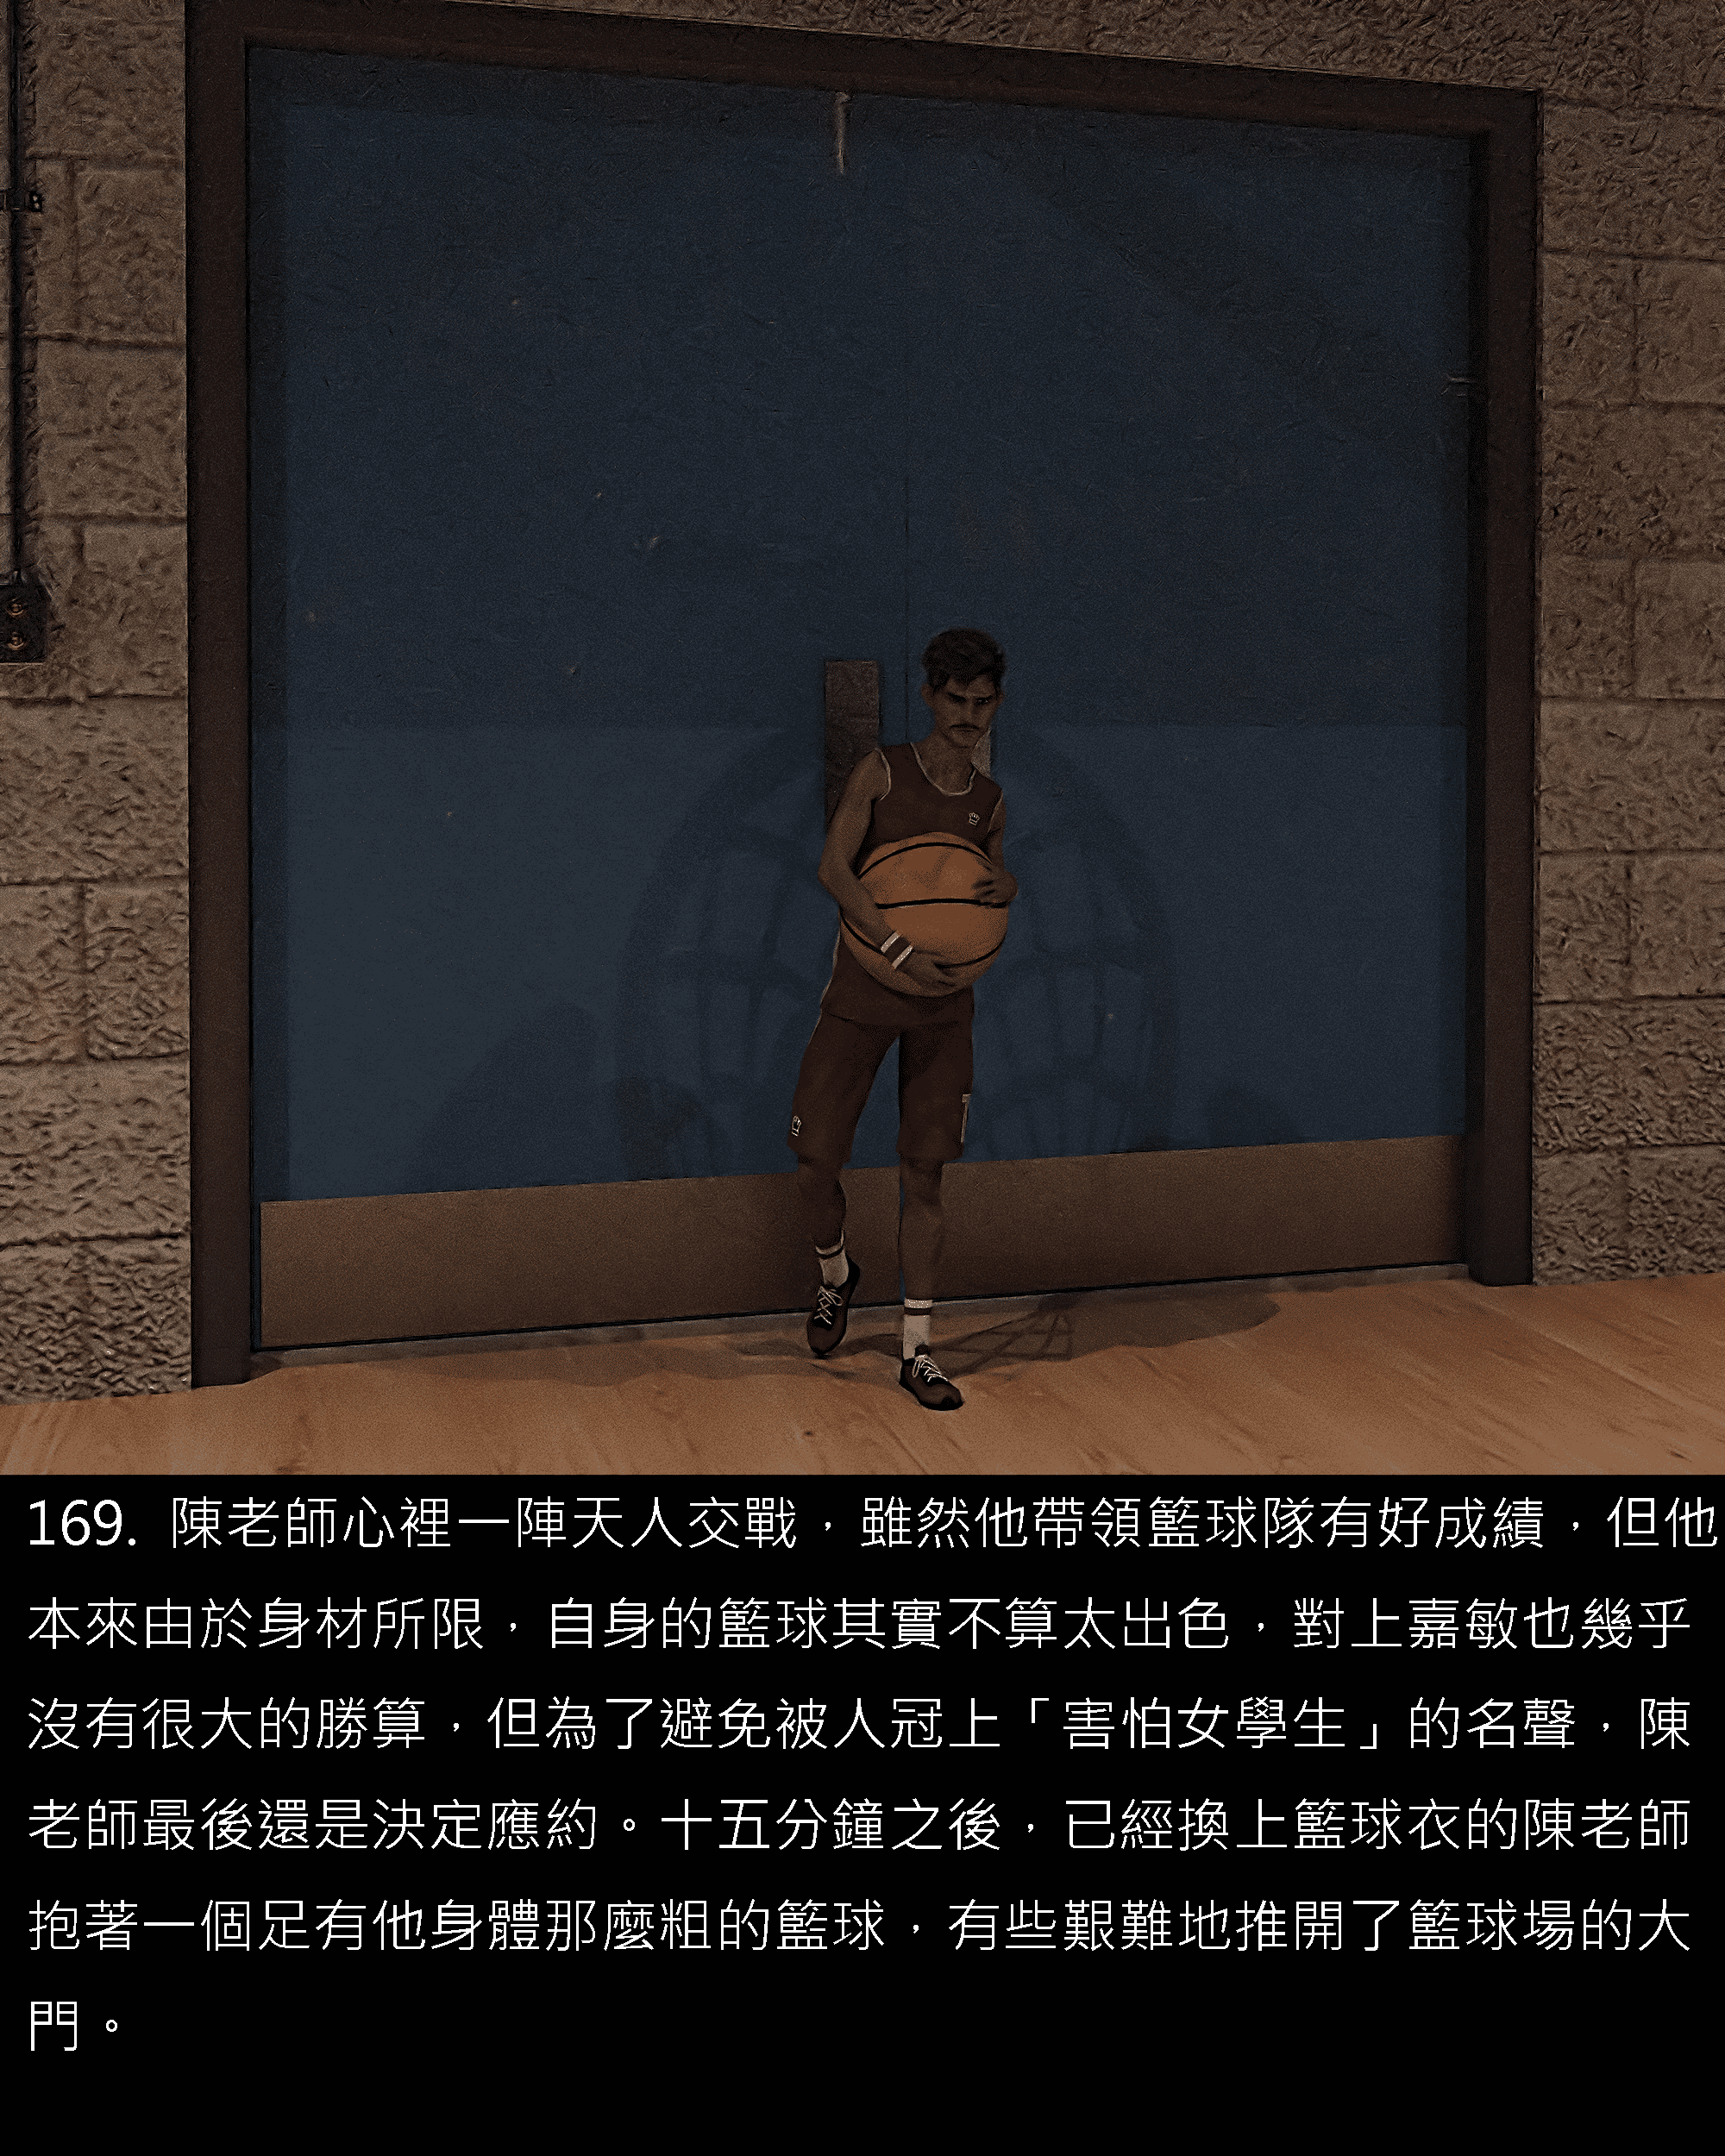 169. 陳老師心裡一陣天人交戰，雖然他帶領籃球隊有好成績，但他
本來由於身材所限，自身的籃球其實不算太出色，對上嘉敏也幾乎
沒有很大的勝算，但為了避免被人冠上「害怕女學生」的名聲，陳
老師最後還是決定應約。十五分鐘之後，已經換上籃球衣的陳老師
抱著一個足有他身體那麼粗的籃球，有些艱難地推開了籃球場的大
門。